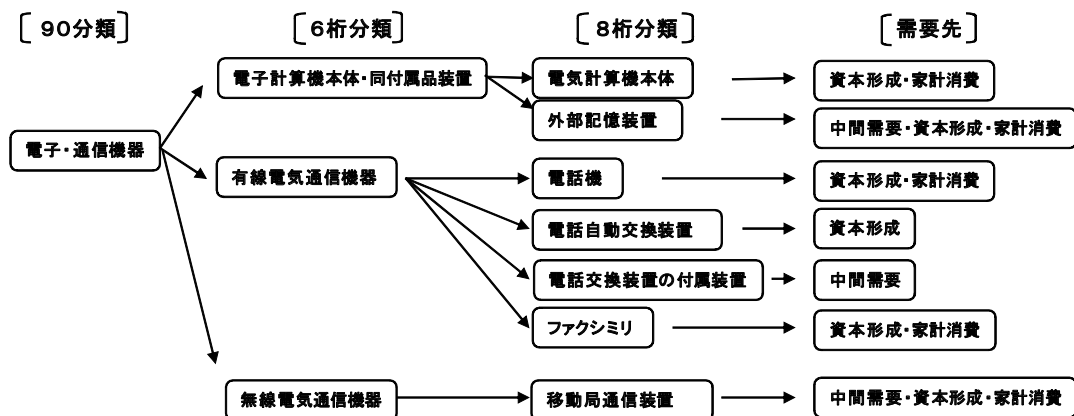 [ 90分類 ]
[ 6桁分類 ]
[ 8桁分類 ]
[ 需要先 ]
電子・通信機器
電子計算機本体・同付属品装置
電気計算機本体
資本形成・家計消費
外部記憶装置
中間需要・資本形成・家計消費
有線電気通信機器
電話機
資本形成・家計消費
電話自動交換装置
資本形成
電話交換装置の付属装置
中間需要
ファクシミリ
資本形成・家計消費
無線電気通信機器
移動局通信装置
中間需要・資本形成・家計消費